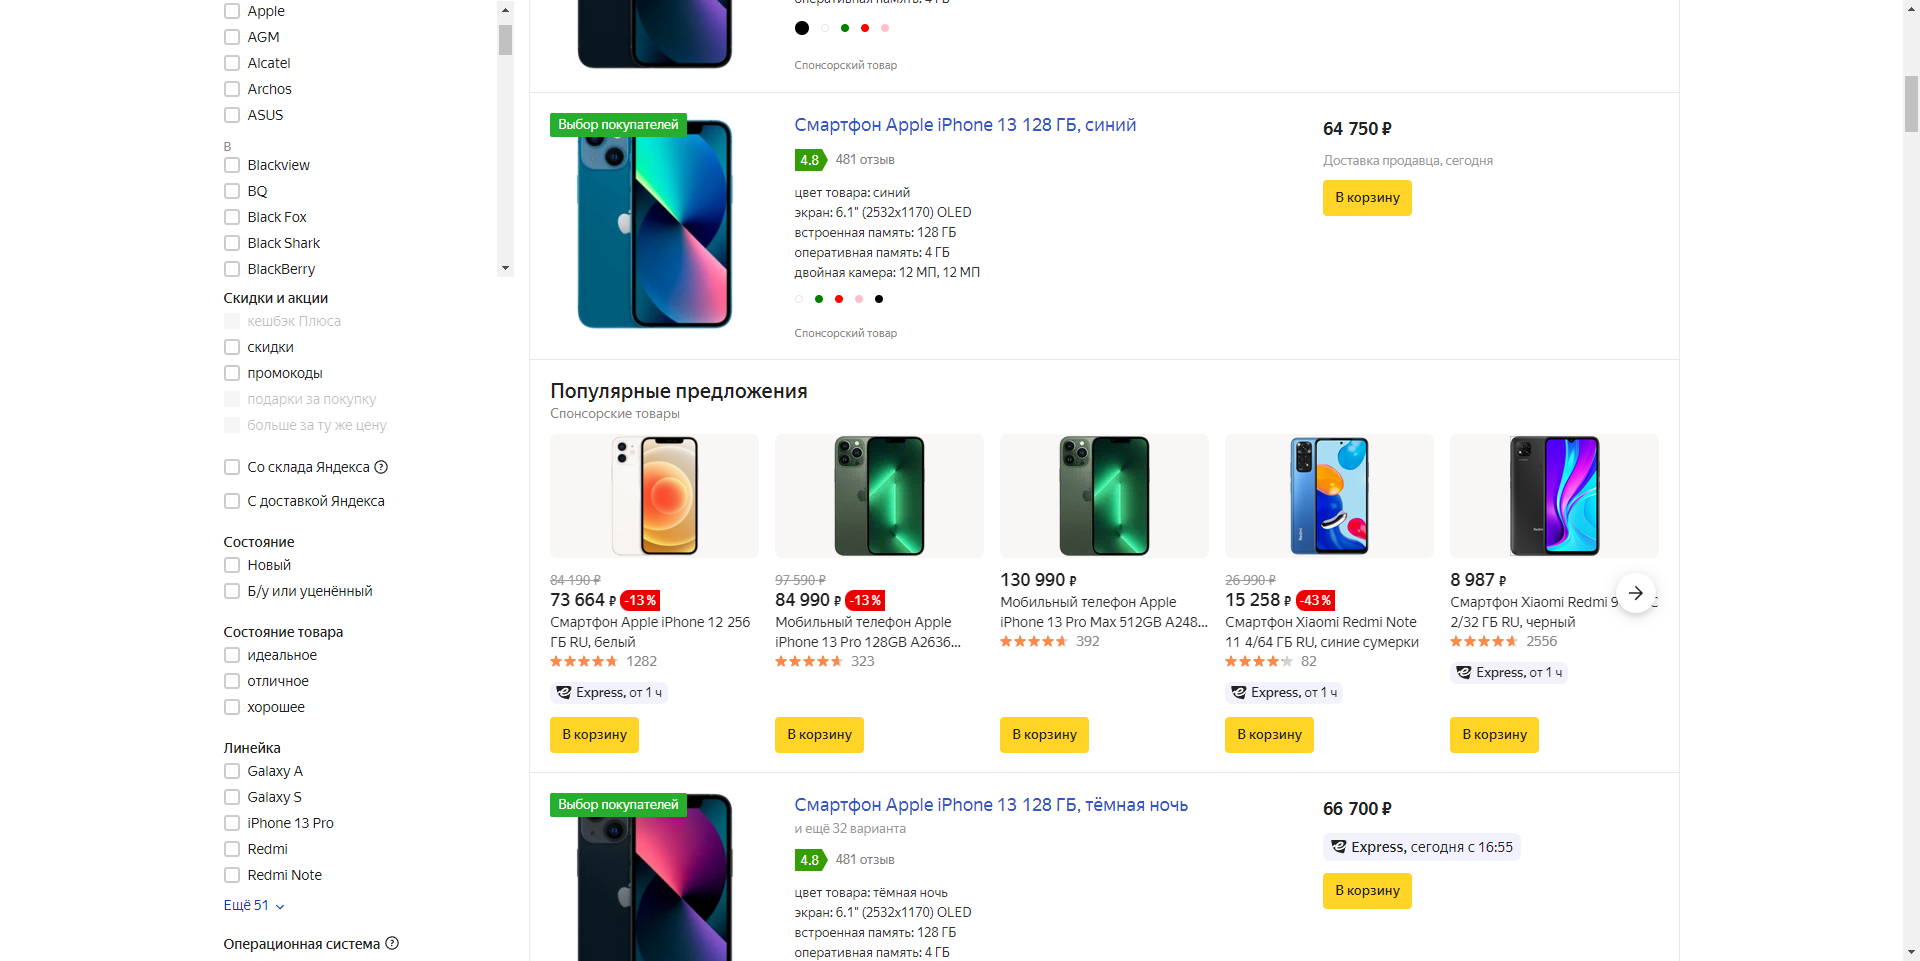 Apple
AGM
Alcatel
Archos
ASUS
B
Blackview
BQ
Black Fox
Black Shark
BlackBerry
Скидки и акции
кешбэк Плюса
скидки
промокоды
подарки за покупку
больше за ту же цену
Со склада Яндекса ?
С доставкой Яндекса
Состояние
Новый
Б/у или уценённый
Состояние товара
идеальное
отличное
хорошее
Линейка
Galaxy A
Galaxy S
iPhone 13 Pro
Redmi
Redmi Note
Ещё 51
Операционная система ?
оперативная память: 4 ГБ
Спонсорский товар
Выбор покупателей
Смартфон Apple iPhone 13 128 ГБ, синий
4.8 481 отзыв
цвет товара: синий
экран: 6.1" (2532x1170) OLED
встроенная память: 128 ГБ
оперативная память: 4 ГБ
двойная камера: 12 МП, 12 МП
Спонсорский товар
64 750 ₽
Доставка продавца, сегодня
В корзину
Популярные предложения
Спонсорские товары
84 190 ₽
73 664 ₽ -13%
Смартфон Apple iPhone 12 256
ГБ RU, белый
1282
Express, от 1 ч
В корзину
97 590 ₽
84 990 ₽ -13%
Мобильный телефон Apple
iPhone 13 Pro 128GB A2636...
323
В корзину
130 990 ₽
Мобильный телефон Apple
iPhone 13 Pro Max 512GB A248...
392
В корзину
26 990 ₽
15 258 ₽ -43%
Смартфон Xiaomi Redmi Note
11 4/64 ГБ RU, синие сумерки
82
Express, от 1 ч
В корзину
8 987 ₽
Смартфон Xiaomi Redmi 9
2/32 ГБ RU, черный
2556
Express, от 1 ч
В корзину
Выбор покупателей
Смартфон Apple iPhone 13 128 ГБ, тёмная ночь
и ещё 32 варианта
4.8 481 отзыв
цвет товара: тёмная ночь
экран: 6.1" (2532x1170) OLED
встроенная память: 128 ГБ
оперативная память: 4 ГБ
66 700 ₽
Express, сегодня с 16:55
В корзину